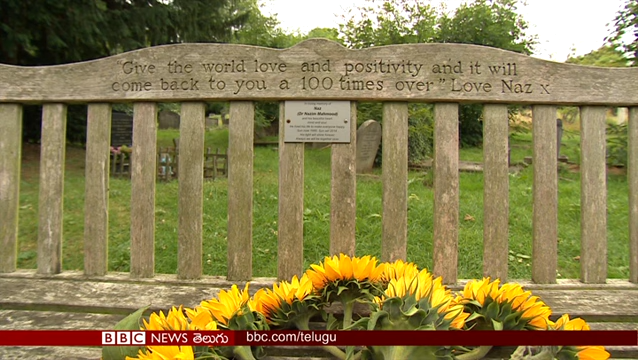 Give the world love and positivity and it will
come back to you a 100 times over" Love Naz x
Naz
(Dr Nazim Mahmood)
BBC NEWS తెలుగు bbc.com/telugu